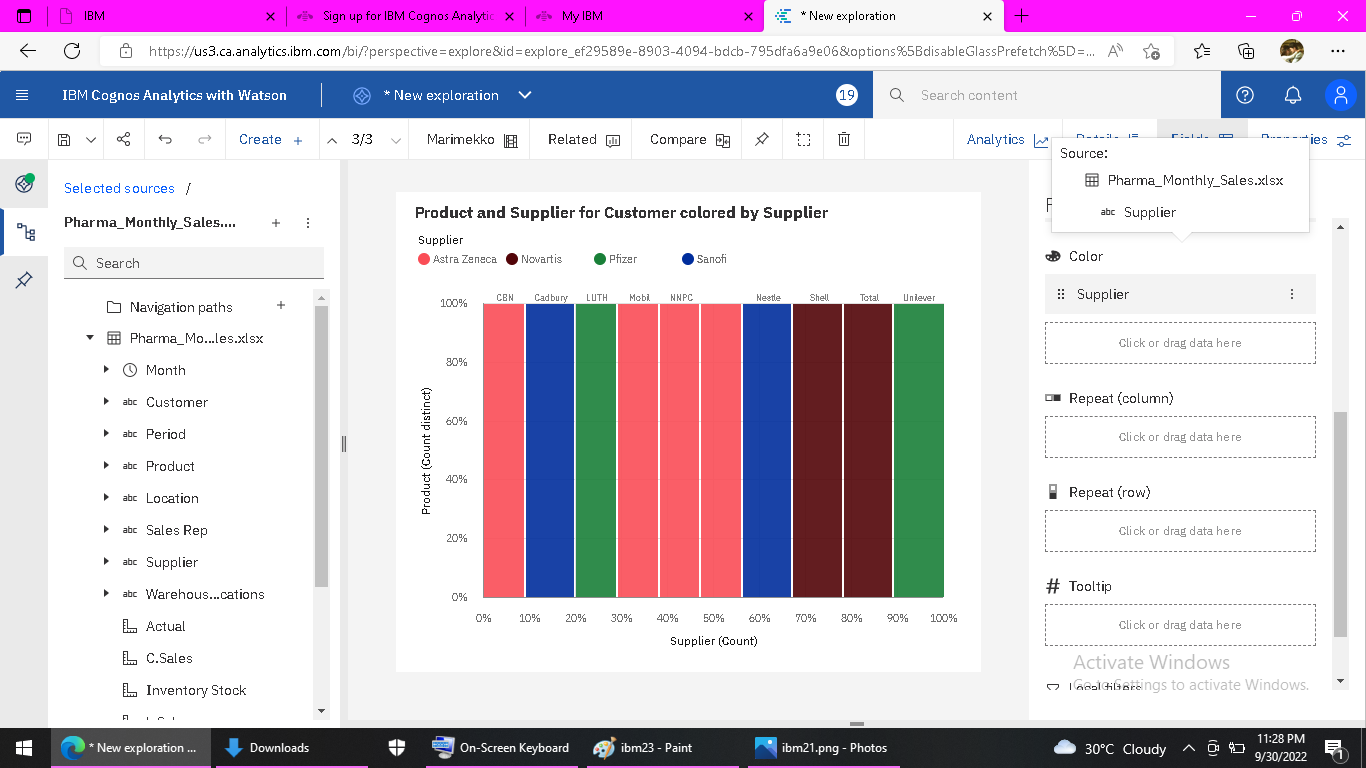 IBM
Sign up for IBM Cognos Analytic
My IBM
* New exploration
https://us3.ca.analytics.ibm.com/bi/?perspective=explore&id=explore_ef29589e-8903-4094-bdcb-795dfa6a9e06&options%5BdisableGlassPrefetch%5D=...
IBM Cognos Analytics with Watson
* New exploration
19
Search content
Create +
3/3
Marimekko
Related
Compare
Analytics
Details
Fields
Properties
Source:
Pharma_Monthly_Sales.xlsx
abc Supplier
Selected sources /
Pharma_Monthly_Sales....
Search
Navigation paths
Pharma_Mo...les.xlsx
Month
abc Customer
abc Period
abc Product
abc Location
abc Sales Rep
abc Supplier
abc Warehous...cations
Actual
C.Sales
Inventory Stock
Product and Supplier for Customer colored by Supplier
Supplier
Astra Zeneca Novartis Pfizer Sanofi
CBN Cadbury LUTH Mobil NNPC Nestle Shell Total Unilever
100%
80%
60%
40%
20%
0%
Product (Count distinct)
0% 10% 20% 30% 40% 50% 60% 70% 80% 90% 100%
Supplier (Count)
Color
Supplier
Click or drag data here
Repeat (column)
Click or drag data here
Repeat (row)
Click or drag data here
# Tooltip
Click or drag data here
Local filters
Activate Windows
Go to Settings to activate Windows.
* New exploration ...
Downloads
On-Screen Keyboard
ibm23 - Paint
ibm21.png - Photos
30°C Cloudy
11:28 PM
9/30/2022
1